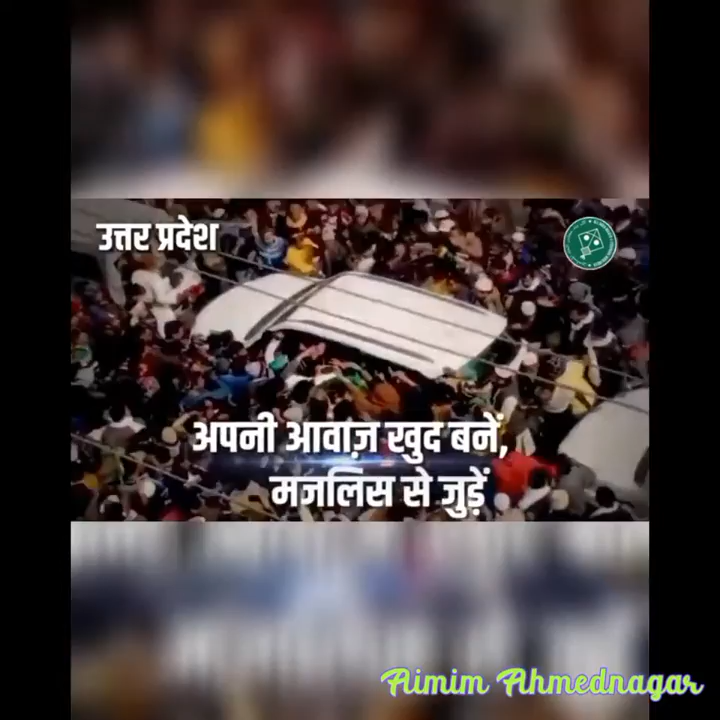 उत्तर प्रदेश
अपनी आवाज़ खुद बनें,
मजलिस से जुड़ें
Aimim Ahmednagar